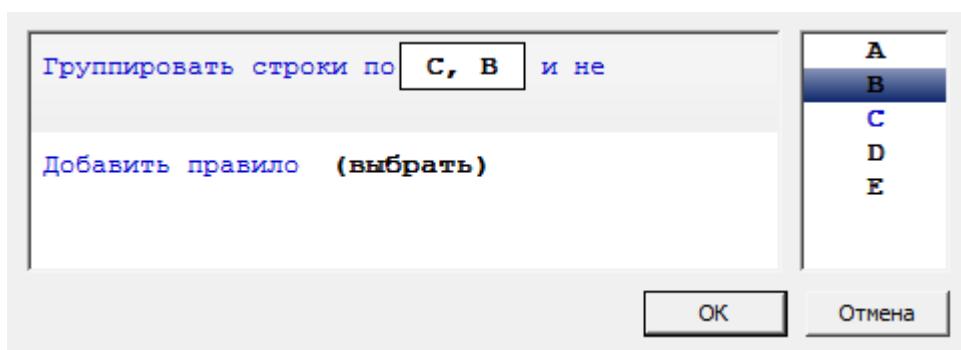 Группировать строки по C, B и не
Добавить правило (выбрать)
A
B
C
D
E
OK
Отмена